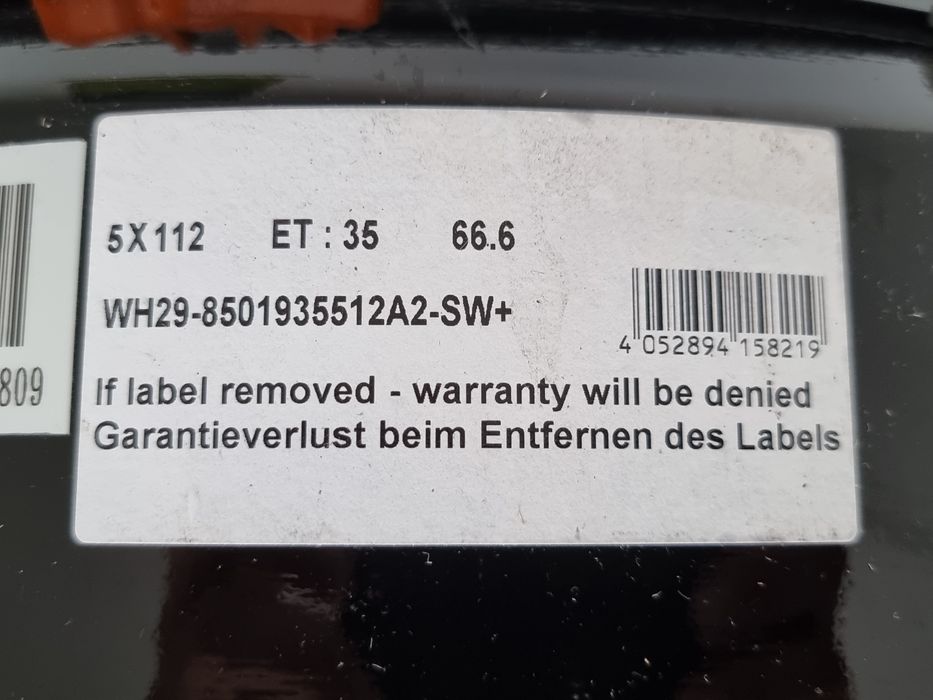 5X112 ET : 35 66.6
WH29-8501935512A2-SW+
4 052894 158219
809
If label removed - warranty will be denied
Garantieverlust beim Entfernen des Labels